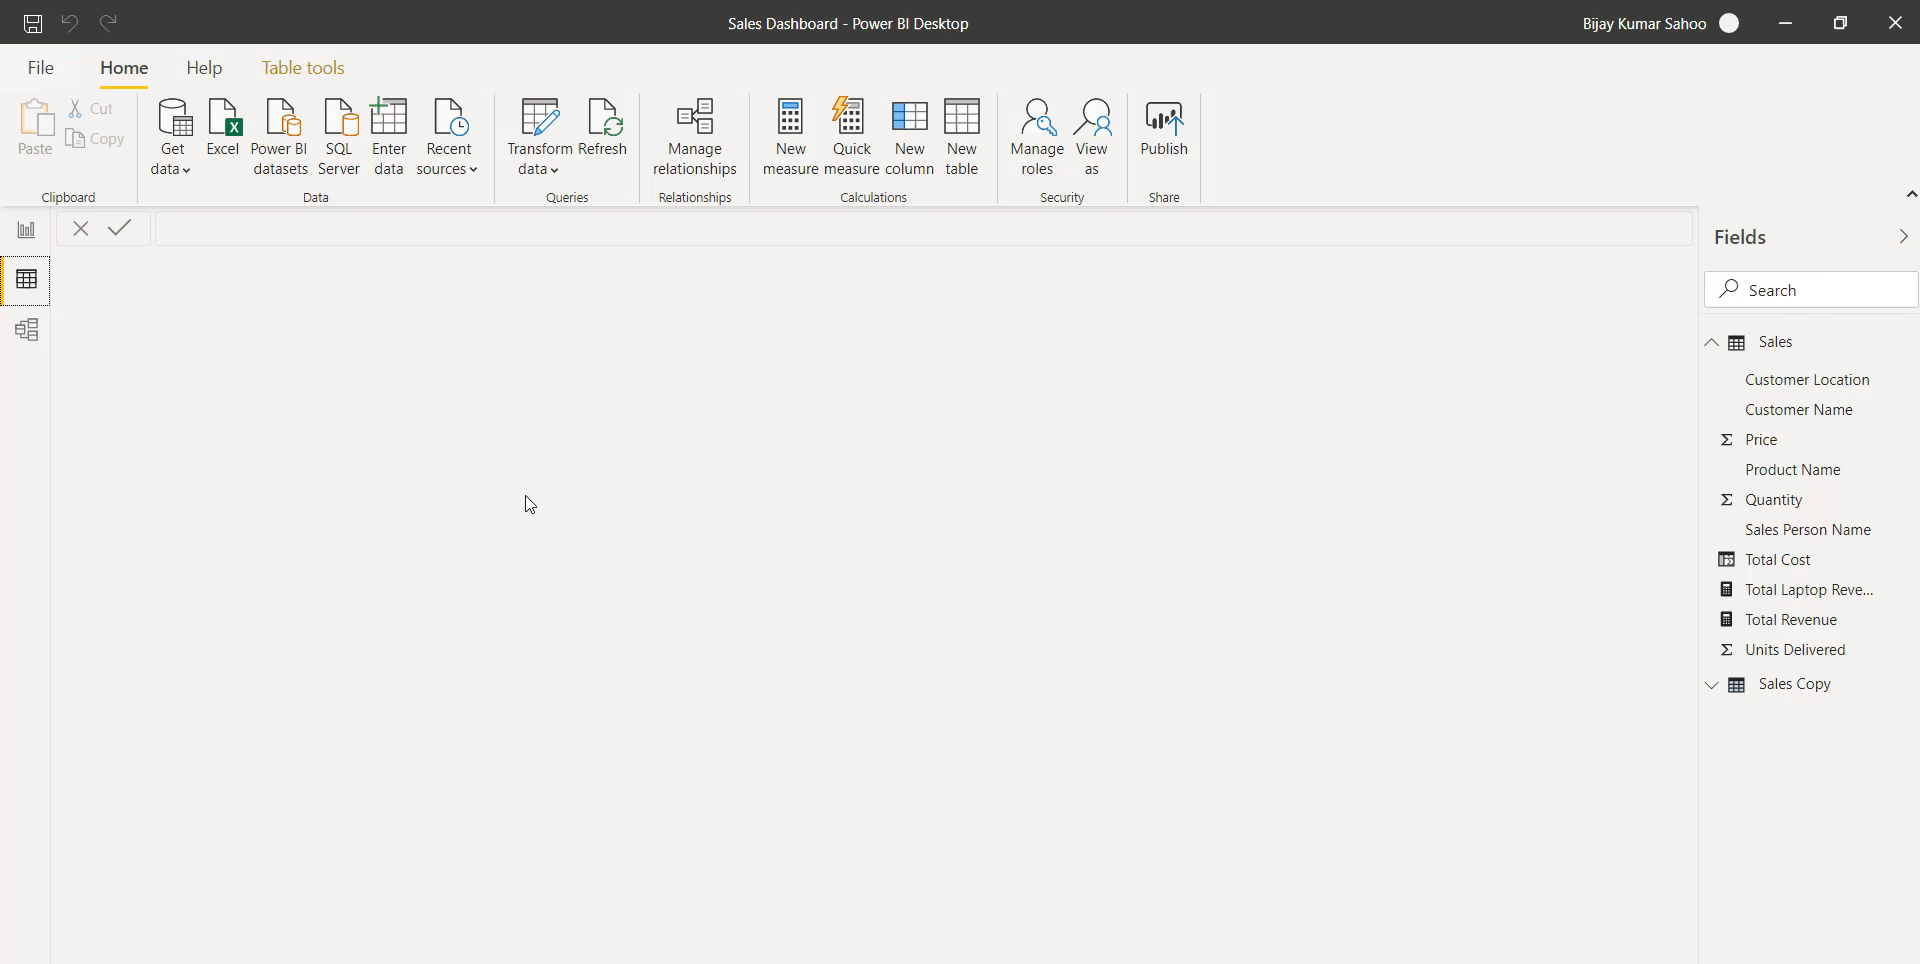 Sales Dashboard - Power BI Desktop
Bijay Kumar Sahoo
File
Home
Help
Table tools
Paste
Cut
Copy
Clipboard
Get
data
Excel
Power BI
datasets
SQL
Server
Enter
data
Recent
sources
Data
Transform
data
Refresh
Queries
Manage
relationships
Relationships
New
measure
Quick
measure
New
column
New
table
Calculations
Manage
roles
View
as
Security
Publish
Share
Fields
Search
Sales
Customer Location
Customer Name
Σ Price
Product Name
Σ Quantity
Sales Person Name
Total Cost
Total Laptop Reve...
Total Revenue
Σ Units Delivered
Sales Copy